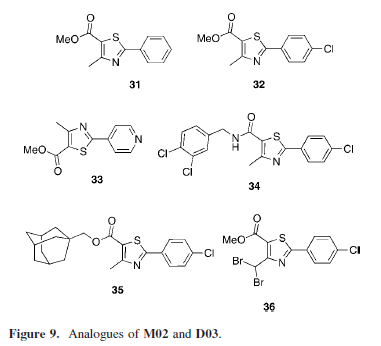 O
MeO
S
N
31
O
MeO
S
N
Cl
32
N
S
N
MeO
O
33
O
N
H
S
N
Cl
Cl
Cl
34
O
O
S
N
Cl
35
O
MeO
S
N
Br
Br
Cl
36
Figure 9. Analogues of M02 and D03.